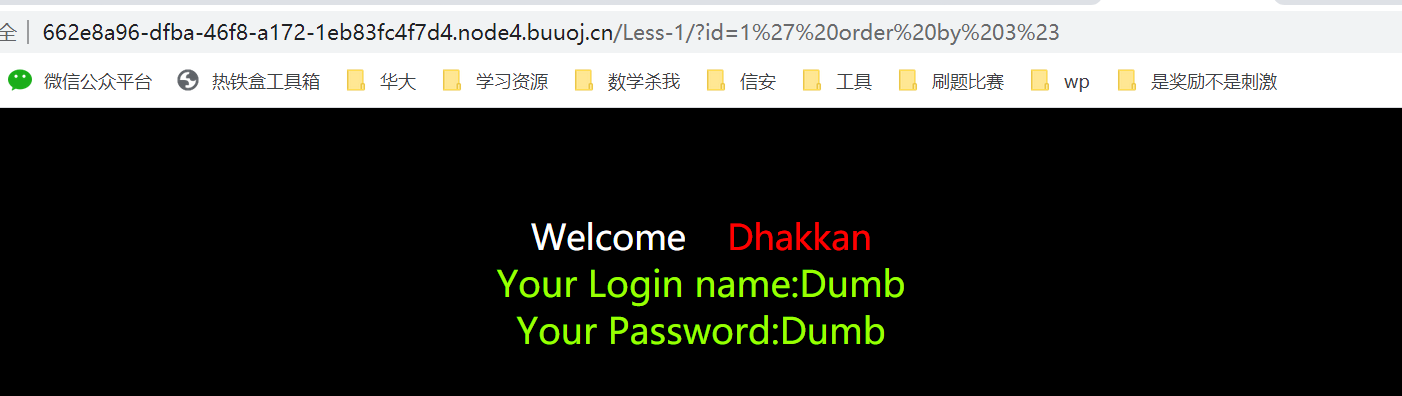 全 662e8a96-dfba-46f8-a172-1eb83fc4f7d4.node4.buuoj.cn/Less-1/?id=1%27%20order%20by%203%23
微信公众平台 热铁盒工具箱 华大 学习资源 数学杀我 信安 工具 刷题比赛 wp 是奖励不是刺激
Welcome Dhakkan
Your Login name:Dumb
Your Password:Dumb